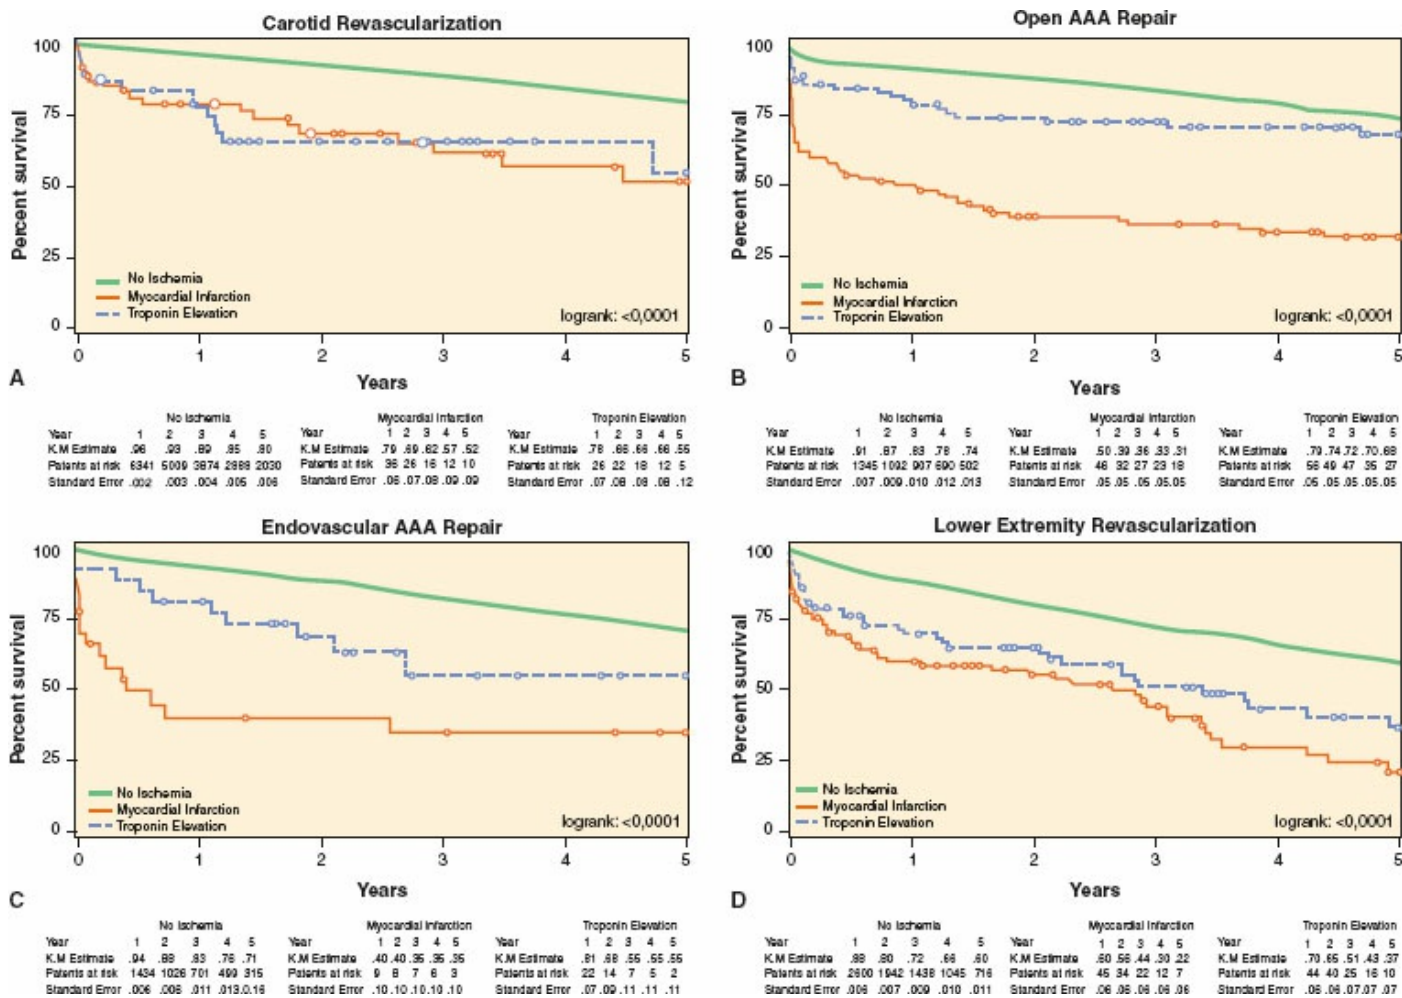 Carotid Revascularization
100
75
50
25
0
Percent survival
No Ischemia
Myocardial Infarction
Troponin Elevation
logrank: <0,0001
0 1 2 3 4 5
Years
A
No Ischemia
Year 1 2 3 4 5
K.M Estimate .96 .93 .89 .85 .80
Patents at risk 6341 5009 3874 2888 2030
Standard Error .002 .003 .004 .005 .006
Myocardial Infarction
Year 1 2 3 4 5
K.M Estimate .79 .69 .62 .57 .52
Patents at risk 36 26 16 12 10
Standard Error .06 .07 .08 .09 .09
Troponin Elevation
Year 1 2 3 4 5
K.M Estimate .78 .66 .66 .66 .55
Patents at risk 26 22 18 12 5
Standard Error .07 .08 .08 .08 .12
Open AAA Repair
100
75
50
25
0
Percent survival
No Ischemia
Myocardial Infarction
Troponin Elevation
logrank: <0,0001
0 1 2 3 4 5
Years
B
No Ischemia
Year 1 2 3 4 5
K.M Estimate .91 .87 .83 .78 .74
Patents at risk 1345 1092 907 690 502
Standard Error .007 .009 .010 .012 .013
Myocardial Infarction
Year 1 2 3 4 5
K.M Estimate .50 .39 .36 .33 .31
Patents at risk 46 32 27 23 18
Standard Error .05 .05 .05 .05 .05
Troponin Elevation
Year 1 2 3 4 5
K.M Estimate .79 .74 .72 .70 .68
Patents at risk 56 49 47 35 27
Standard Error .05 .05 .05 .05 .05
Endovascular AAA Repair
100
75
50
25
0
Percent survival
No Ischemia
Myocardial Infarction
Troponin Elevation
logrank: <0,0001
0 1 2 3 4 5
Years
C
No Ischemia
Year 1 2 3 4 5
K.M Estimate .94 .88 .83 .76 .71
Patents at risk 1434 1026 701 499 315
Standard Error .006 .008 .011 .013 0.16
Myocardial Infarction
Year 1 2 3 4 5
K.M Estimate .40 .40 .35 .35 .35
Patents at risk 9 8 7 6 3
Standard Error .10 .10 .10 .10 .10
Troponin Elevation
Year 1 2 3 4 5
K.M Estimate .81 .68 .55 .55 .55
Patents at risk 22 14 7 5 2
Standard Error .07 .09 .11 .11 .11
Lower Extremity Revascularization
100
75
50
25
0
Percent survival
No Ischemia
Myocardial Infarction
Troponin Elevation
logrank: <0,0001
0 1 2 3 4 5
Years
D
No Ischemia
Year 1 2 3 4 5
K.M Estimate .88 .80 .72 .66 .60
Patents at risk 2600 1942 1438 1045 716
Standard Error .006 .007 .009 .010 .011
Myocardial Infarction
Year 1 2 3 4 5
K.M Estimate .60 .56 .44 .30 .22
Patents at risk 45 34 22 12 7
Standard Error .06 .06 .06 .06 .06
Troponin Elevation
Year 1 2 3 4 5
K.M Estimate .70 .65 .51 .43 .37
Patents at risk 44 40 25 16 10
Standard Error .06 .06 .07 .07 .07